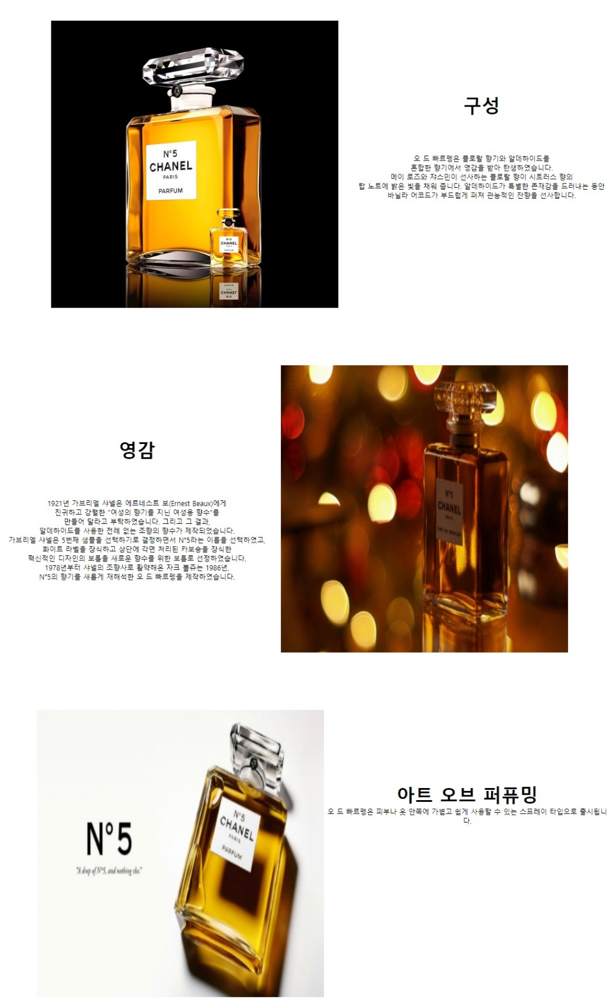 N°5
CHANEL
PARIS
PARFUM
N°5
CHANEL
PARIS
PARFUM
구성
오 드 빠르펭은 플로랄 향기와 알데하이드를
혼합한 향기에서 영감을 받아 탄생하였습니다.
메이 로즈와 쟈스민이 선사하는 플로랄 향이 시트러스 향의
탑 노트에 밝은 빛을 채워 줍니다. 알데하이드가 특별한 존재감을 드러내는 동안
바닐라 어코드가 부드럽게 퍼져 관능적인 잔향을 선사합니다.
영감
1921년 가브리엘 샤넬은 에르네스트 보(Ernest Beaux)에게
진귀하고 강렬한 "여성의 향기를 지닌 여성용 향수"를
만들어 달라고 부탁하였습니다. 그리고 그 결과,
알데하이드를 사용한 전례 없는 조향의 향수가 제작되었습니다.
가브리엘 샤넬은 5번째 샘플을 선택하기로 결정하면서 N°5라는 이름을 선택하였고,
화이트 라벨을 장식하고 상단에 각면 처리된 카보숑을 장식한
혁신적인 디자인의 보틀을 새로운 향수를 위한 보틀로 선정하였습니다.
1978년부터 샤넬의 조향사로 활약해온 자크 뽈쥬는 1986년,
N°5의 향기를 새롭게 재해석한 오 드 빠르펭을 제작하였습니다.
N°5
CHANEL
PARIS
EAU DE PARFUM
N°5
"A drop of N°5, and nothing else."
N°5
CHANEL
PARIS
PARFUM
아트 오브 퍼퓨밍
오 드 빠르펭은 피부나 옷 안쪽에 가볍고 쉽게 사용할 수 있는 스프레이 타입으로 출시됩니
다.